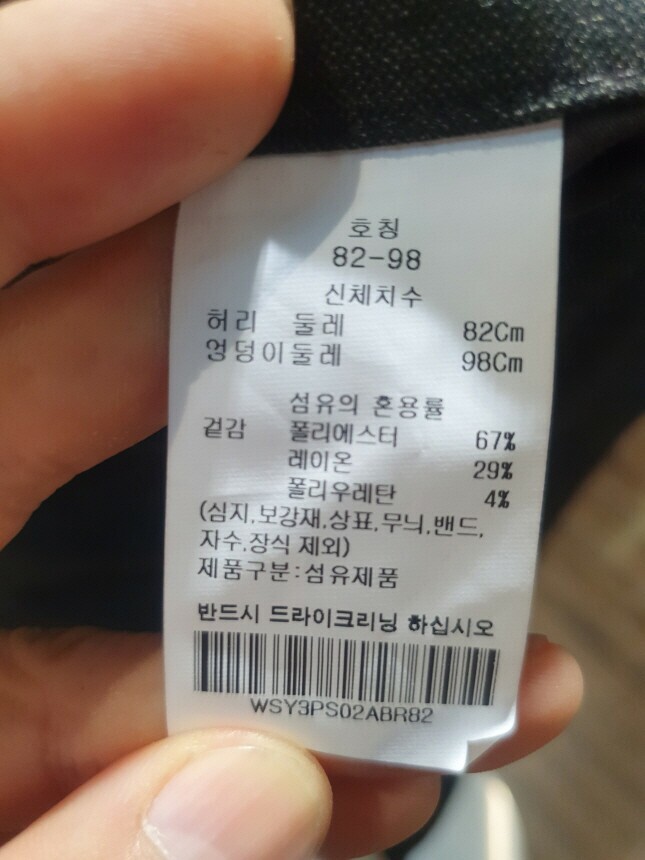 호칭
82-98
신체치수
허리 둘레 82Cm
엉덩이둘레 98Cm
섬유의 혼용률
겉감 폴리에스터 67%
레이온 29%
폴리우레탄 4%
(심지,보강재,상표,무늬,밴드,
자수,장식 제외)
제품구분:섬유제품
반드시 드라이크리닝 하십시오
WSY3PS02ABR82